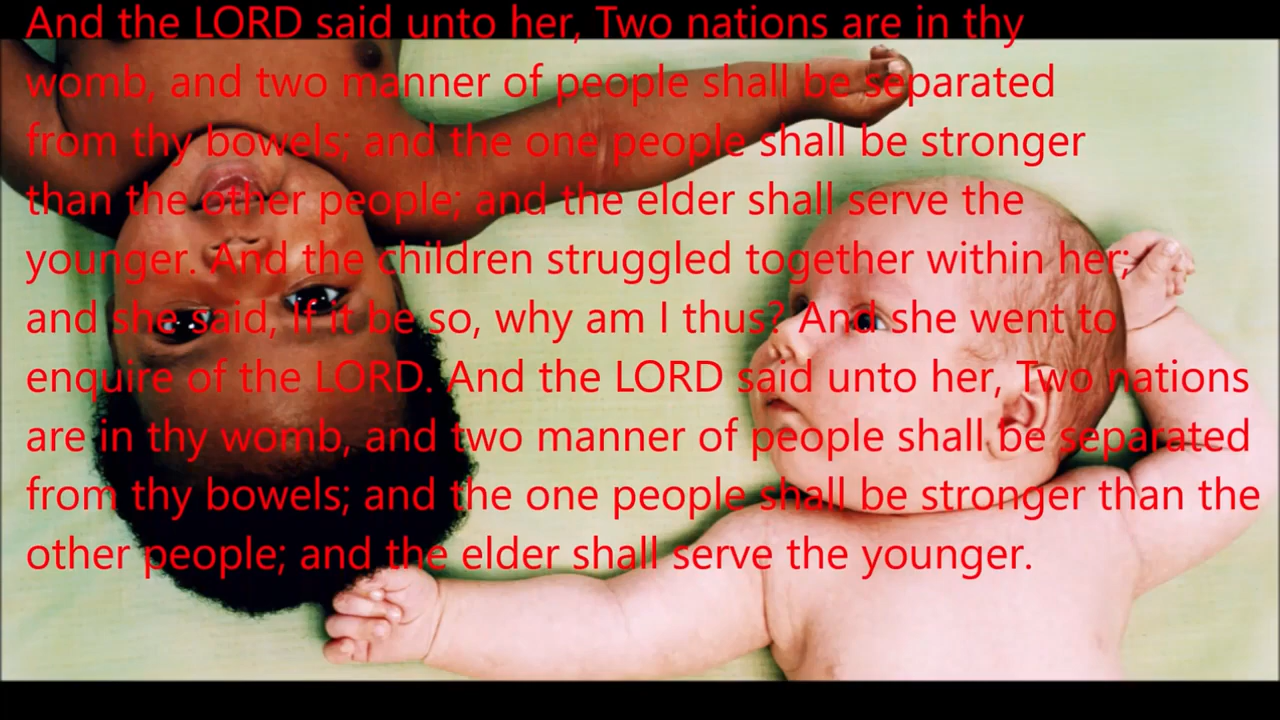 And the LORD said unto her, Two nations are in thy
womb, and two manner of people shall be separated
from thy bowels; and the one people shall be stronger
than the other people; and the elder shall serve the
younger. And the children struggled together within her;
and she said, If it be so, why am I thus? And she went to
enquire of the LORD. And the LORD said unto her, Two nations
are in thy womb, and two manner of people shall be separated
from thy bowels; and the one people shall be stronger than the
other people; and the elder shall serve the younger.